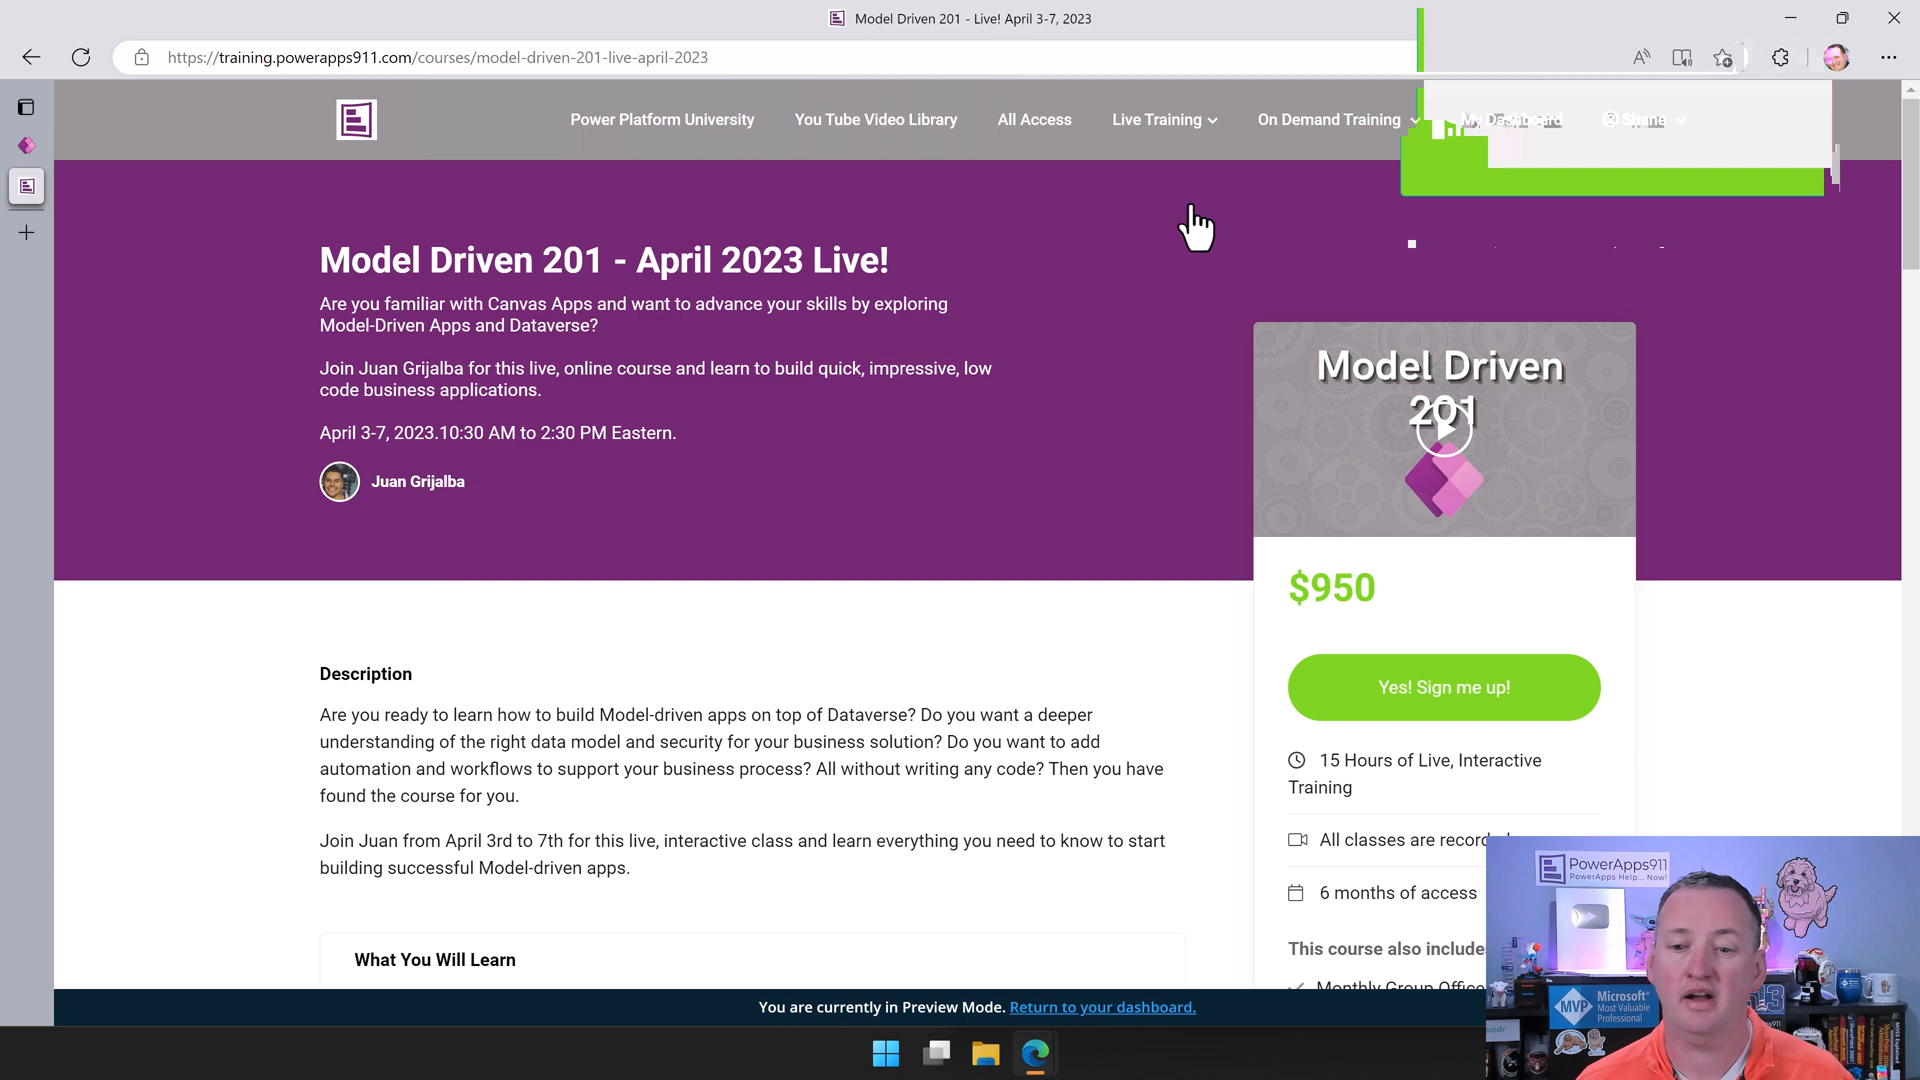 Model Driven 201 - Live! April 3-7, 2023
https://training.powerapps911.com/courses/model-driven-201-live-april-2023
Power Platform University
You Tube Video Library
All Access
Live Training
On Demand Training
My Dashboard
Shane
Model Driven 201 - April 2023 Live!
Are you familiar with Canvas Apps and want to advance your skills by exploring
Model-Driven Apps and Dataverse?
Join Juan Grijalba for this live, online course and learn to build quick, impressive, low
code business applications.
April 3-7, 2023.10:30 AM to 2:30 PM Eastern.
Juan Grijalba
Model Driven
201
$950
Yes! Sign me up!
15 Hours of Live, Interactive
Training
All classes are record
6 months of access
This course also include
Monthly Group Office
Description
Are you ready to learn how to build Model-driven apps on top of Dataverse? Do you want a deeper
understanding of the right data model and security for your business solution? Do you want to add
automation and workflows to support your business process? All without writing any code? Then you have
found the course for you.
Join Juan from April 3rd to 7th for this live, interactive class and learn everything you need to know to start
building successful Model-driven apps.
What You Will Learn
You are currently in Preview Mode. Return to your dashboard.
PowerApps911
PowerApps Help... Now!
MVP
Microsoft®
Most Valuable
Professional